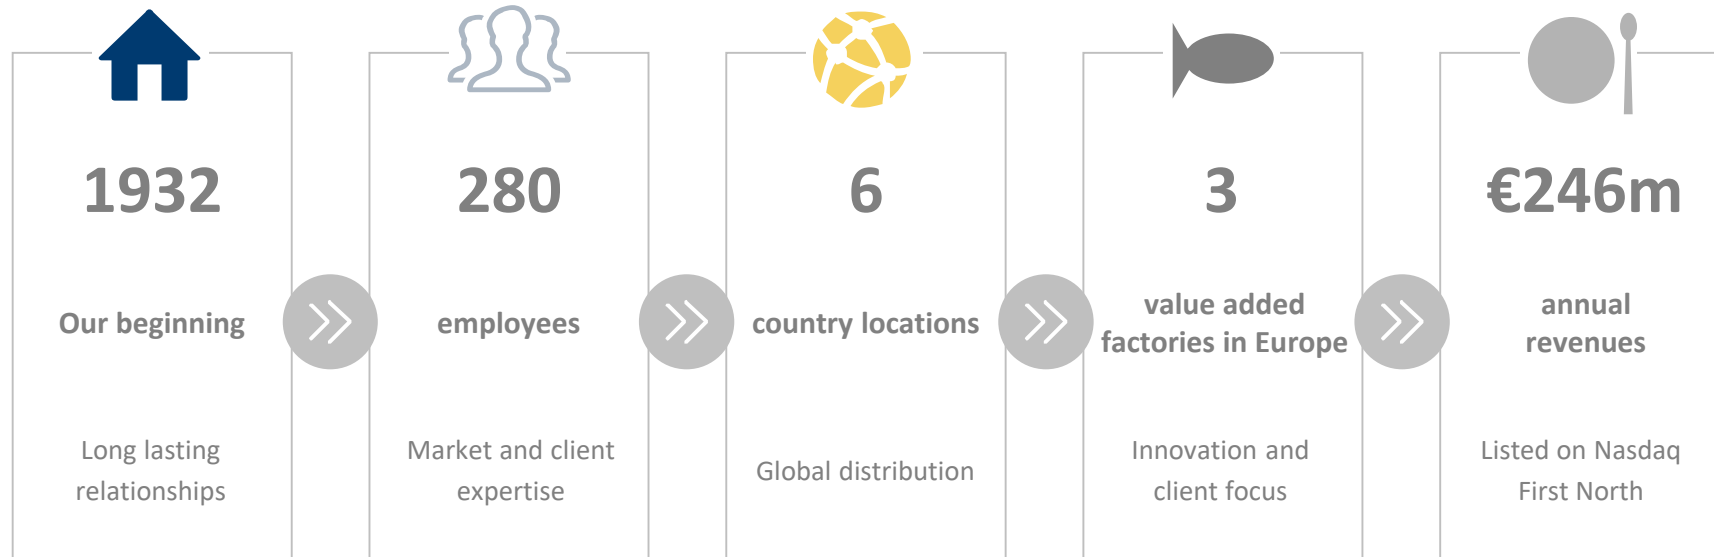 1932
Our beginning
Long lasting
relationships
280
employees
Market and client
expertise
6
country locations
Global distribution
3
value added
factories in Europe
Innovation and
client focus
€246m
annual
revenues
Listed on Nasdaq
First North